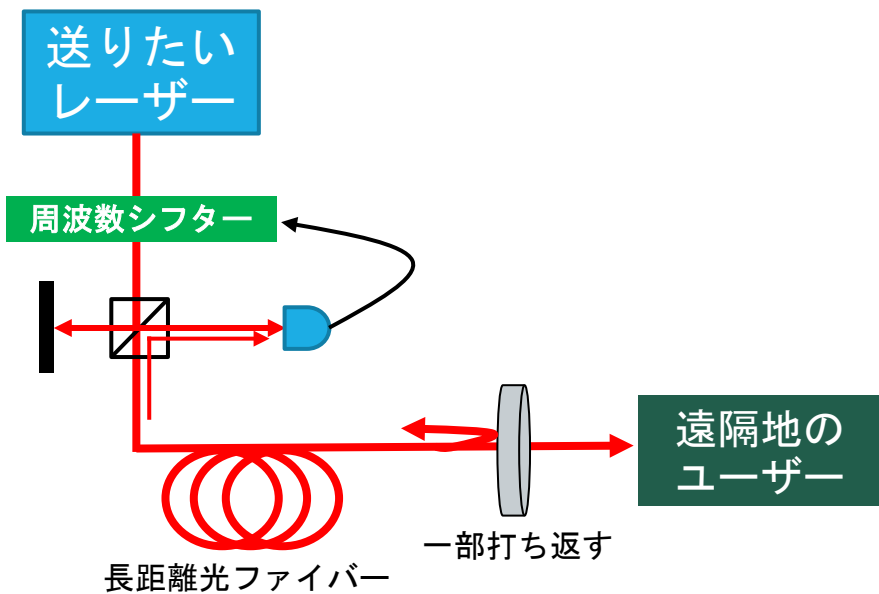 送りたい
レーザー
周波数シフター
遠隔地の
ユーザー
一部打ち返す
長距離光ファイバー